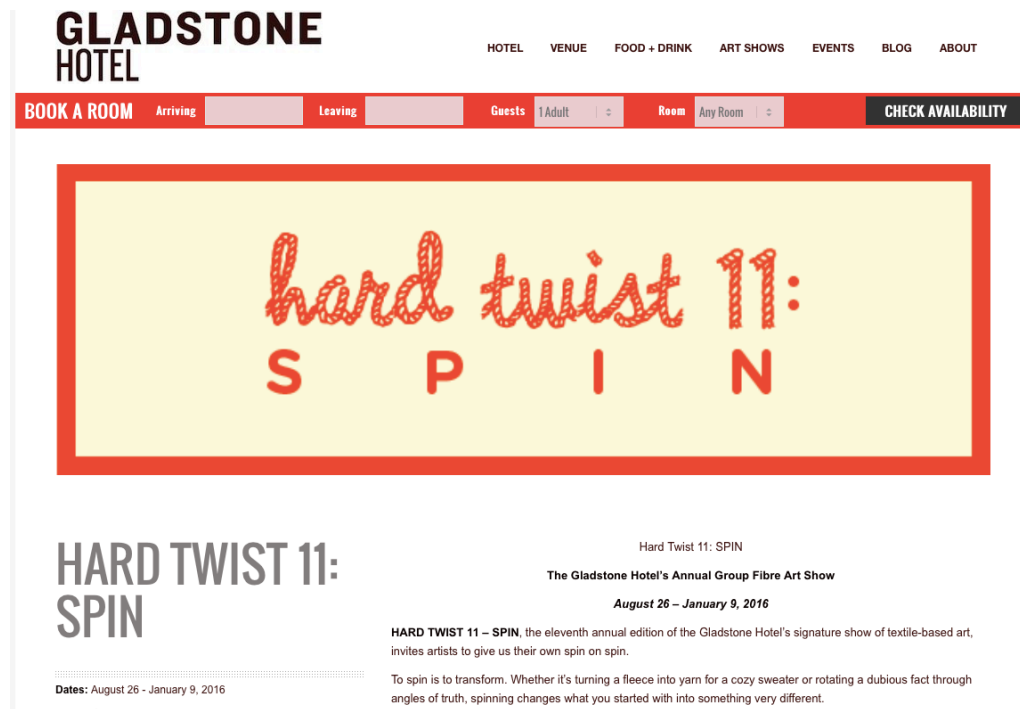 GLADSTONE
HOTEL
HOTEL VENUE FOOD + DRINK ART SHOWS EVENTS BLOG ABOUT
BOOK A ROOM Arriving Leaving Guests 1 Adult Room Any Room CHECK AVAILABILITY
hard twist 11:
SPIN
HARD TWIST 11:
SPIN
Dates: August 26 - January 9, 2016
Hard Twist 11: SPIN
The Gladstone Hotel's Annual Group Fibre Art Show
August 26 – January 9, 2016
HARD TWIST 11 – SPIN, the eleventh annual edition of the Gladstone Hotel's signature show of textile-based art,
invites artists to give us their own spin on spin.
To spin is to transform. Whether it's turning a fleece into yarn for a cozy sweater or rotating a dubious fact through
angles of truth, spinning changes what you started with into something very different.